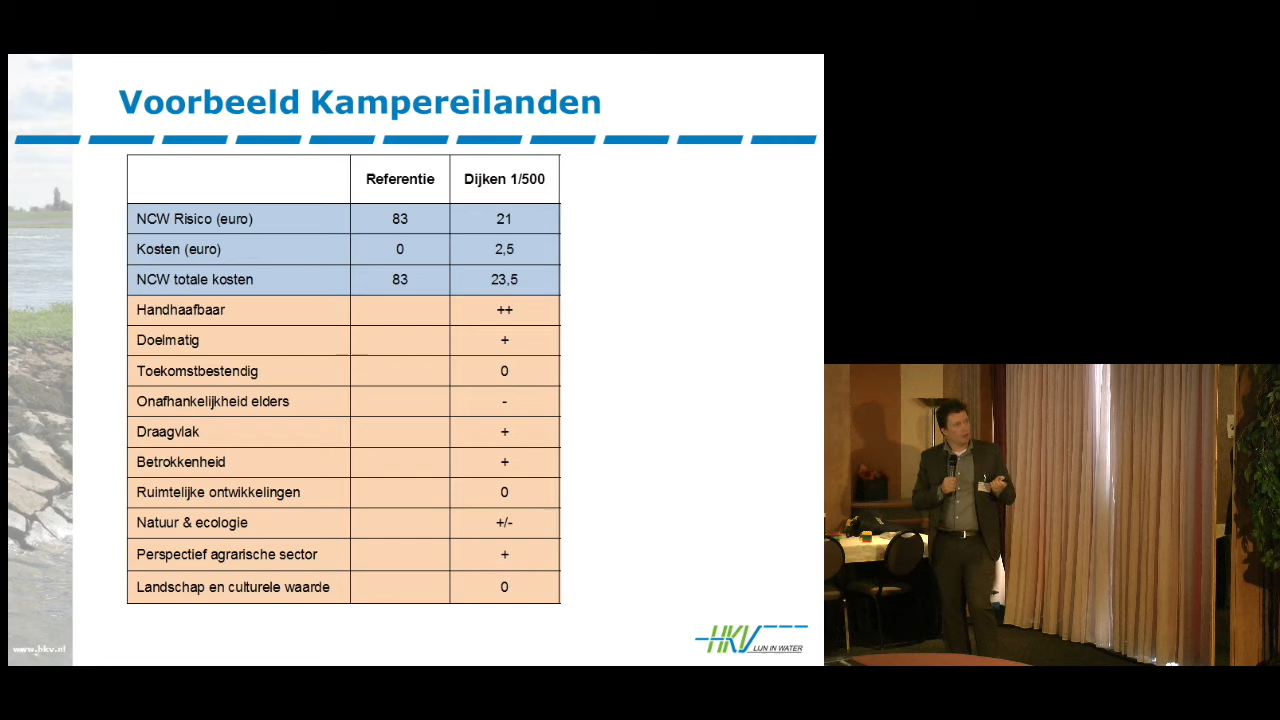 Voorbeeld Kampereilanden
Referentie Dijken 1/500
NCW Risico (euro) 83 21
Kosten (euro) 0 2,5
NCW totale kosten 83 23,5
Handhaafbaar ++
Doelmatig +
Toekomstbestendig 0
Onafhankelijkheid elders -
Draagvlak +
Betrokkenheid +
Ruimtelijke ontwikkelingen 0
Natuur & ecologie +/-
Perspectief agrarische sector +
Landschap en culturele waarde 0
www.hkv.nl
HKV
LIJN IN WATER